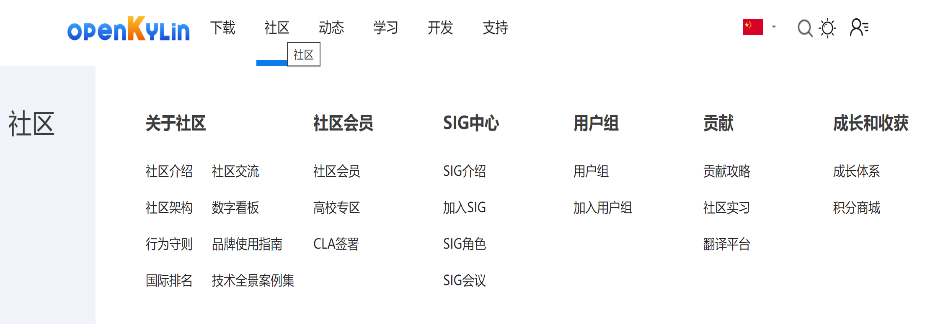 openKylin 下载 社区 动态 学习 开发 支持
社区
社区
关于社区 社区会员 SIG中心 用户组 贡献 成长和收获
社区介绍 社区交流 社区会员 SIG介绍 用户组 贡献攻略 成长体系
社区架构 数字看板 高校专区 加入SIG 加入用户组 社区实习 积分商城
行为守则 品牌使用指南 CLA签署 SIG角色 翻译平台
国际排名 技术全景案例集 SIG会议